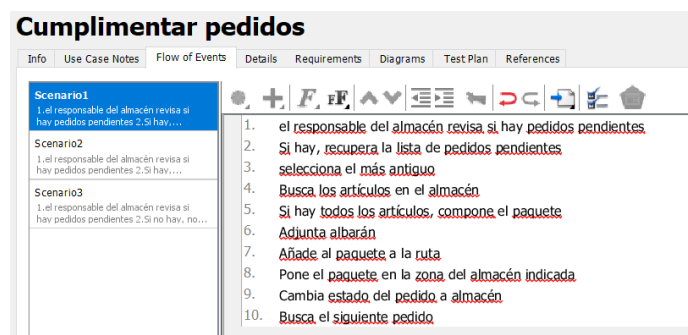 Cumplimentar pedidos
Info Use Case Notes Flow of Events Details Requirements Diagrams Test Plan References
Scenario1
1.el responsable del almacén revisa si
hay pedidos pendientes 2.Si hay,...
Scenario2
1.el responsable del almacén revisa si
hay pedidos pendientes 2.Si hay,...
Scenario3
1.el responsable del almacén revisa si
hay pedidos pendientes 2.Si no hay, no...
1. el responsable del almacén revisa si hay pedidos pendientes
2. Si hay, recupera la lista de pedidos pendientes
3. selecciona el más antiguo
4. Busca los artículos en el almacén
5. Si hay todos los artículos, compone el paquete
6. Adjunta albarán
7. Añade al paquete a la ruta
8. Pone el paquete en la zona del almacén indicada
9. Cambia estado del pedido a almacén
10. Busca el siguiente pedido